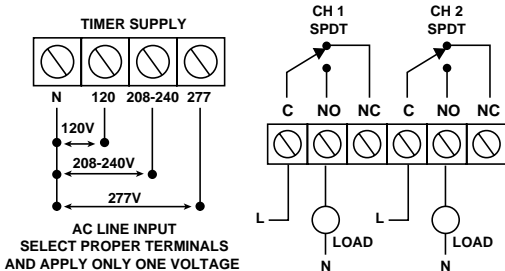 TIMER SUPPLY
N 120 208-240 277
120V
208-240V
277V
AC LINE INPUT
SELECT PROPER TERMINALS
AND APPLY ONLY ONE VOLTAGE
CH 1
SPDT
CH 2
SPDT
C NO NC C NO NC
L
L
LOAD
LOAD
N
N